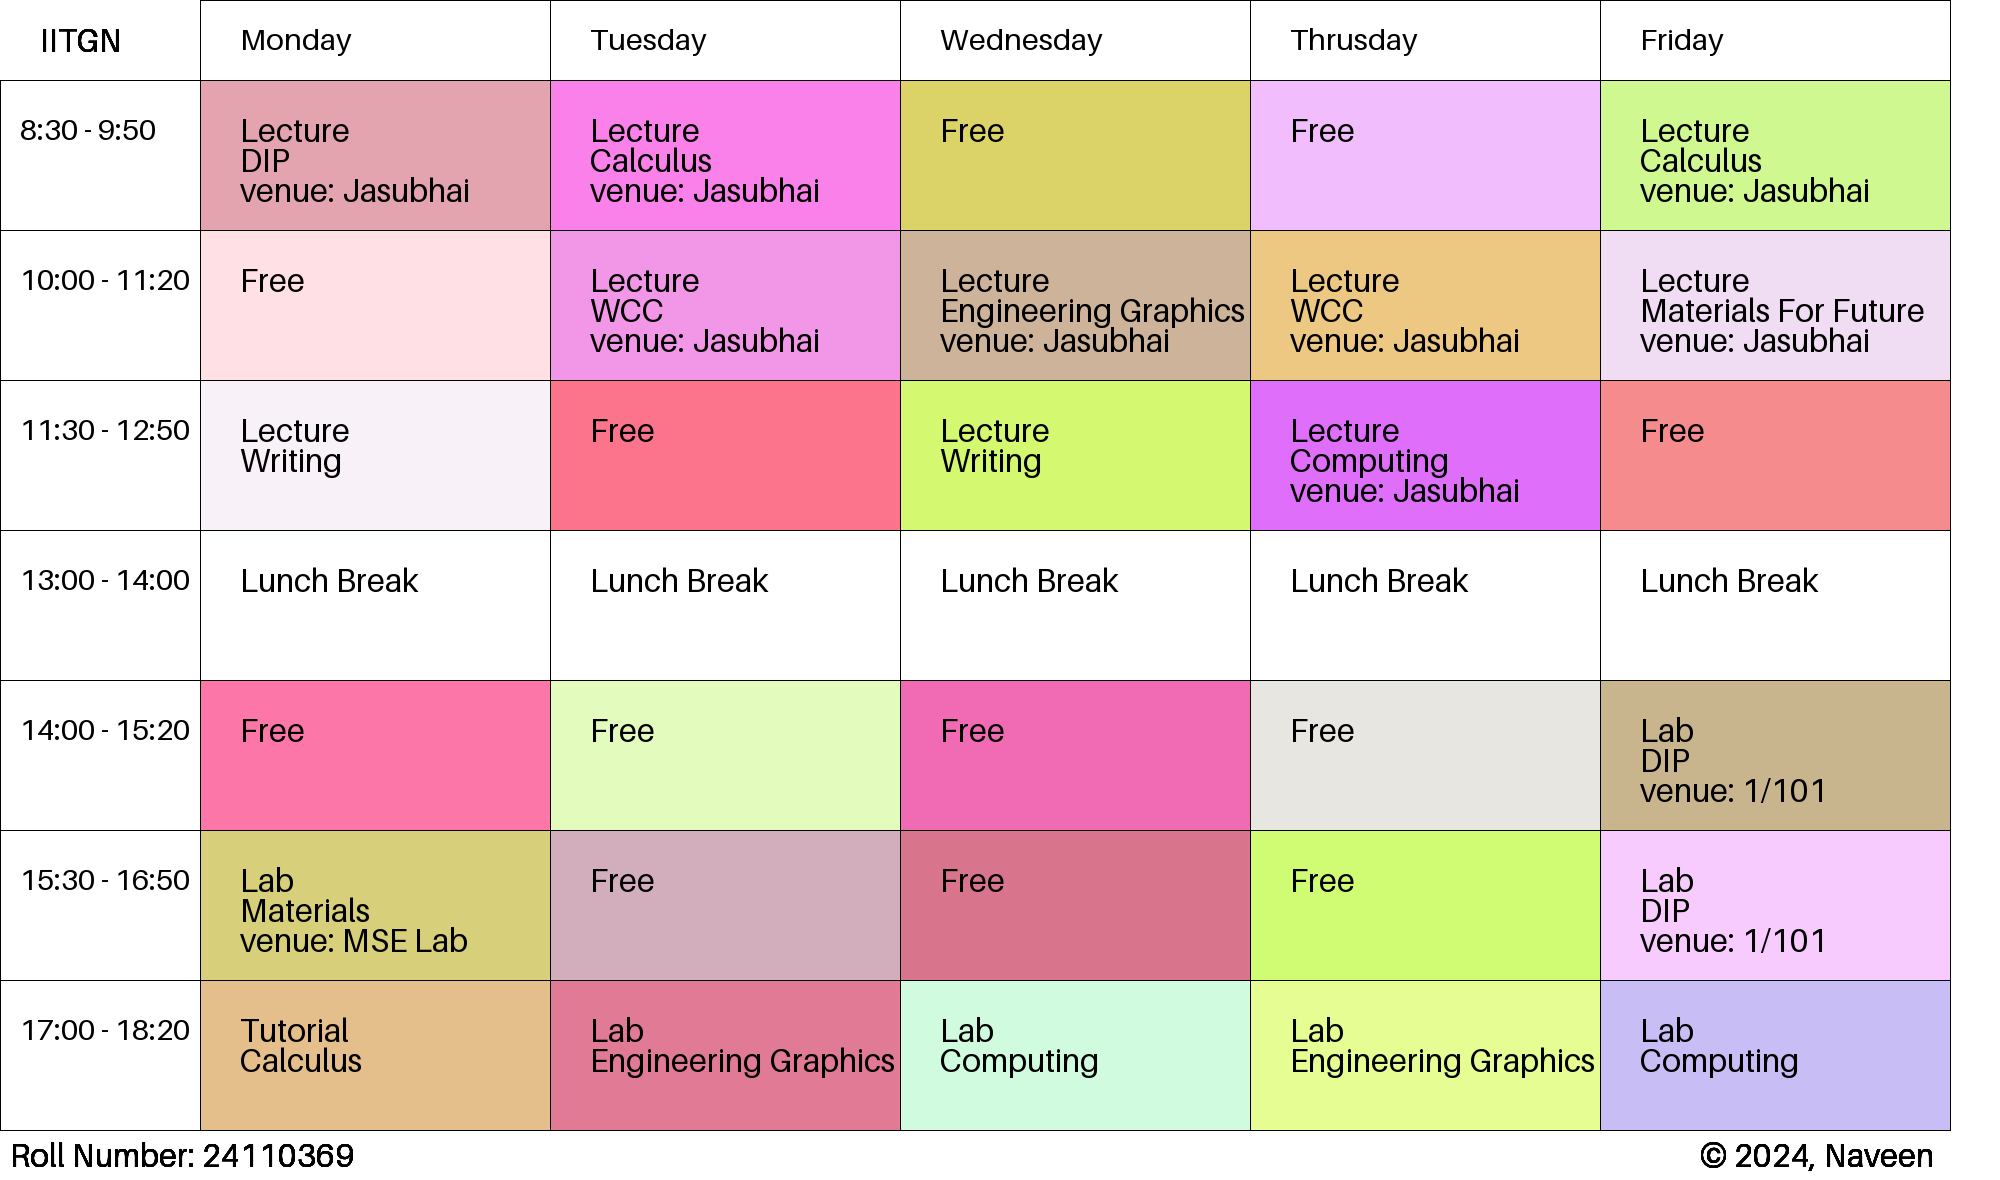 IITGN
Monday
Tuesday
Wednesday
Thrusday
Friday
8:30 - 9:50
Lecture
DIP
venue: Jasubhai
Lecture
Calculus
venue: Jasubhai
Free
Free
Lecture
Calculus
venue: Jasubhai
10:00 - 11:20
Free
Lecture
WCC
venue: Jasubhai
Lecture
Engineering Graphics
venue: Jasubhai
Lecture
WCC
venue: Jasubhai
Lecture
Materials For Future
venue: Jasubhai
11:30 - 12:50
Lecture
Writing
Free
Lecture
Writing
Lecture
Computing
venue: Jasubhai
Free
13:00 - 14:00
Lunch Break
Lunch Break
Lunch Break
Lunch Break
Lunch Break
14:00 - 15:20
Free
Free
Free
Free
Lab
DIP
venue: 1/101
15:30 - 16:50
Lab
Materials
venue: MSE Lab
Free
Free
Free
Lab
DIP
venue: 1/101
17:00 - 18:20
Tutorial
Calculus
Lab
Engineering Graphics
Lab
Computing
Lab
Engineering Graphics
Lab
Computing
Roll Number: 24110369
© 2024, Naveen